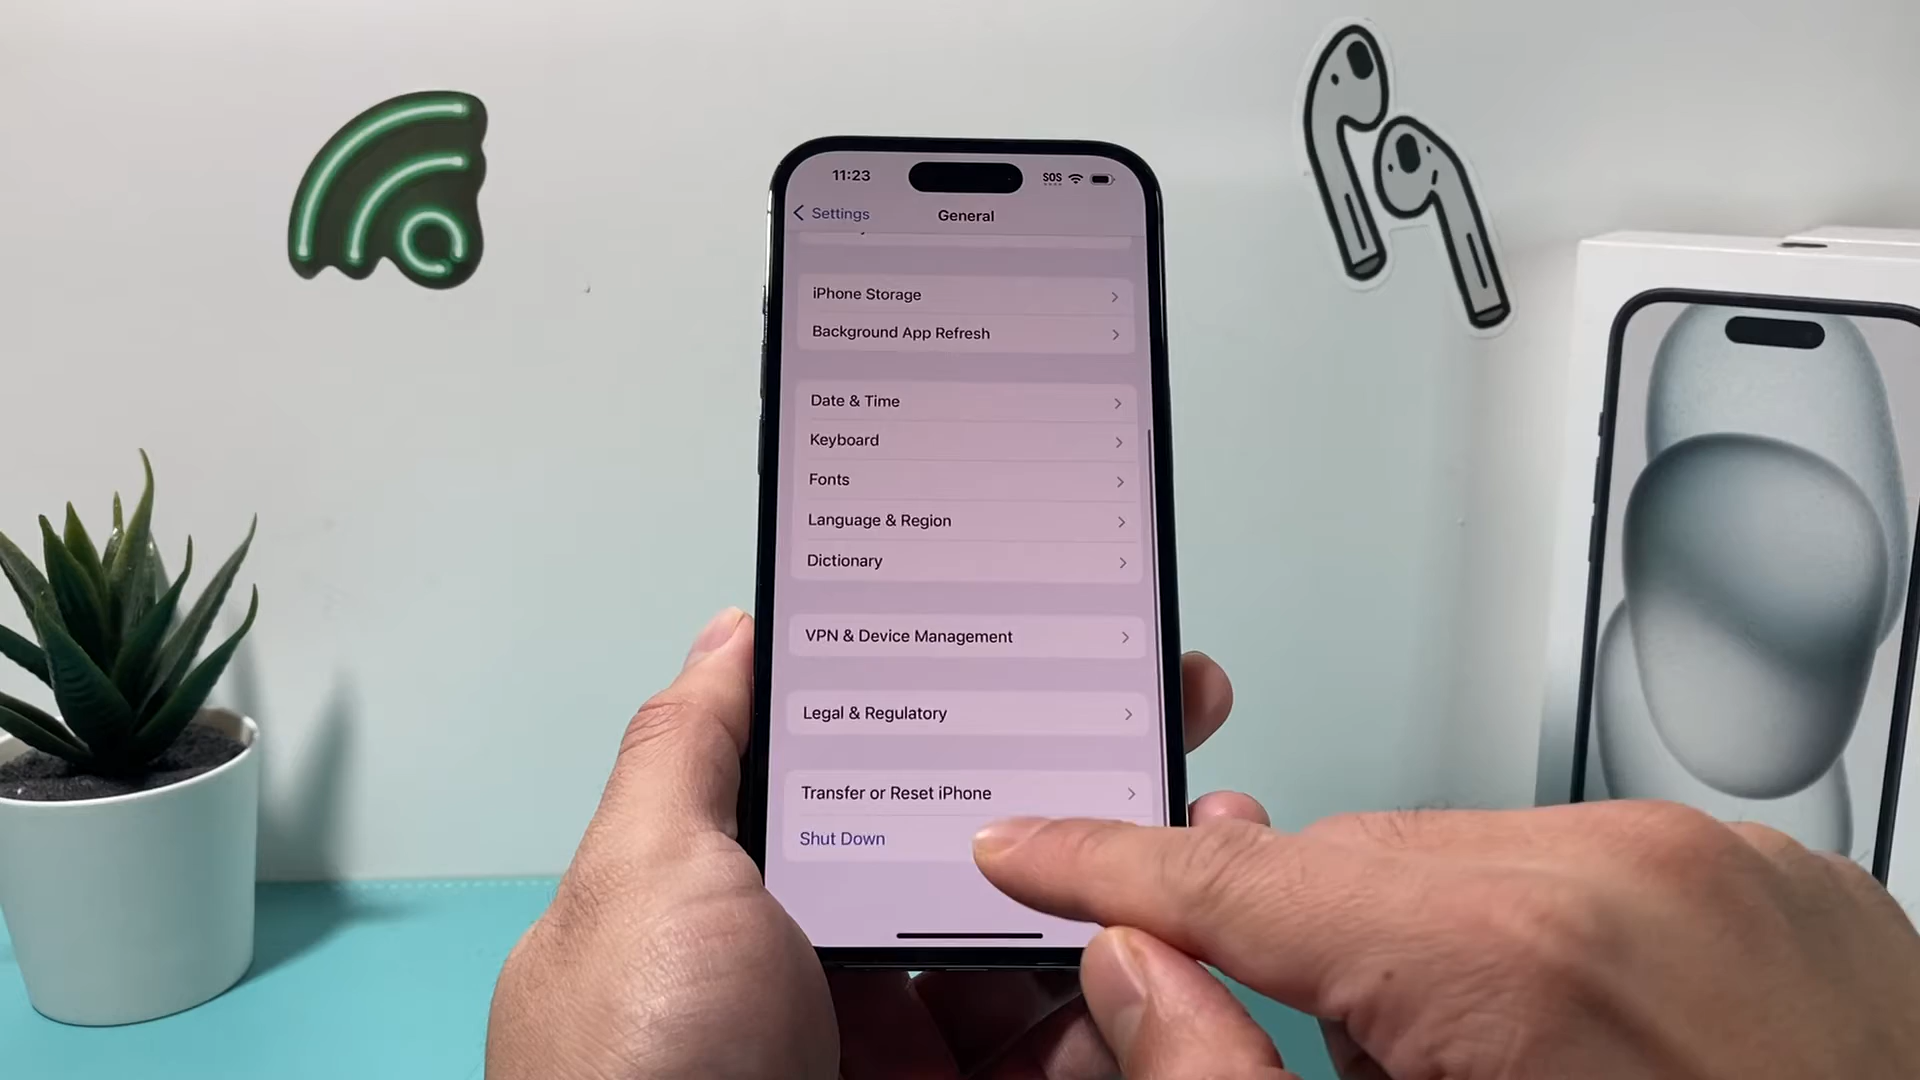 11:23
SOS
Settings
General
iPhone Storage
Background App Refresh
Date & Time
Keyboard
Fonts
Language & Region
Dictionary
VPN & Device Management
Legal & Regulatory
Transfer or Reset iPhone
Shut Down